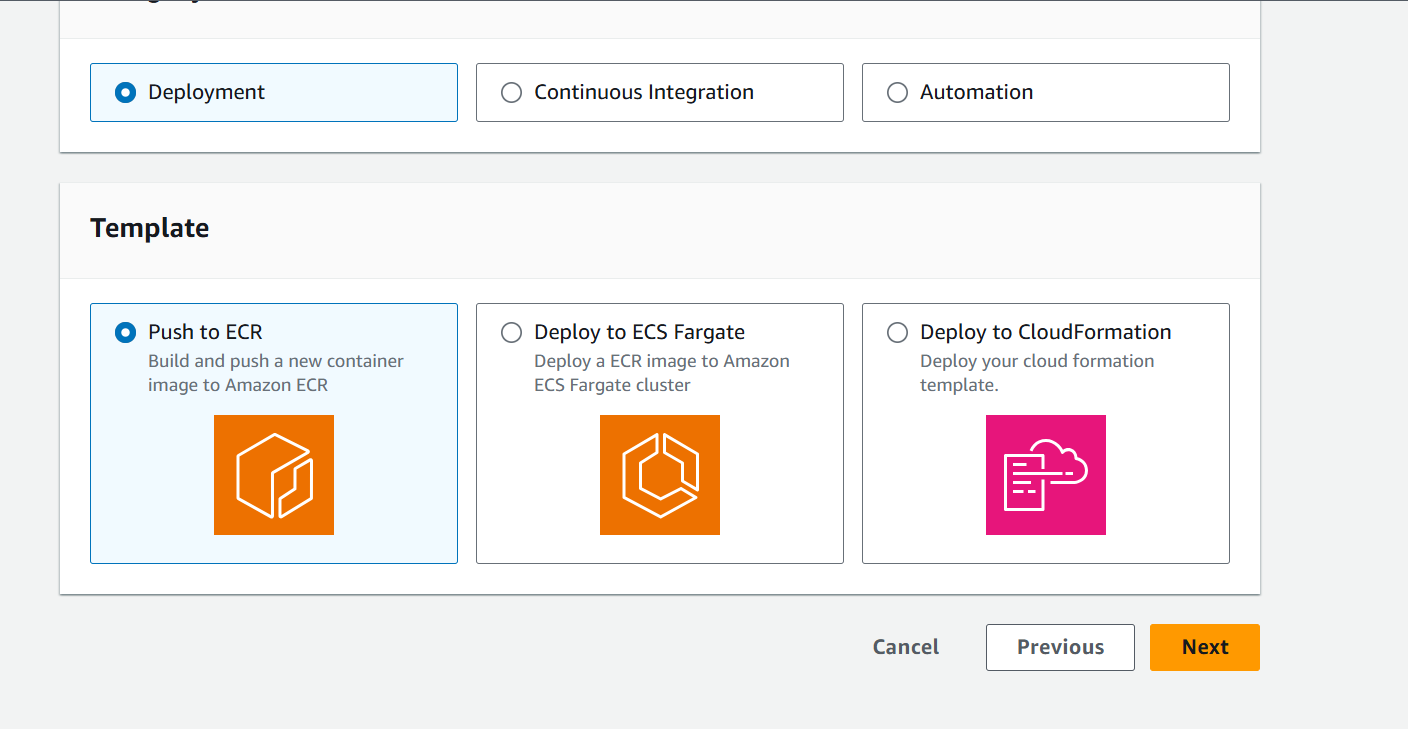 Deployment
Continuous Integration
Automation
Template
Push to ECR
Build and push a new container
image to Amazon ECR
Deploy to ECS Fargate
Deploy a ECR image to Amazon
ECS Fargate cluster
Deploy to CloudFormation
Deploy your cloud formation
template.
Cancel
Previous
Next